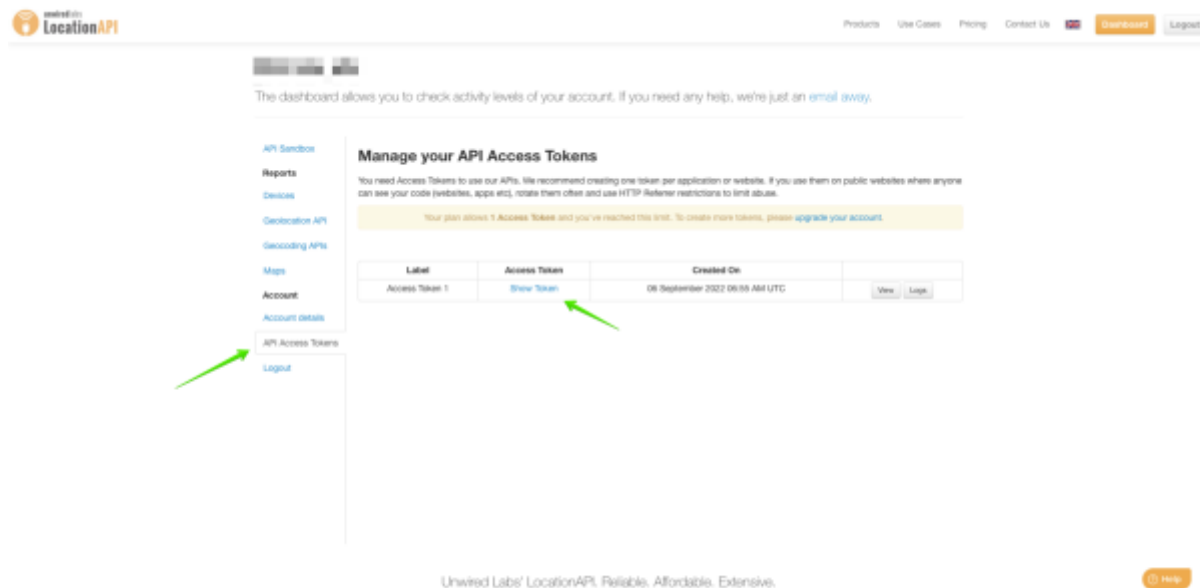 unwiredlabs
LocationAPI
Products Use Cases Pricing Contact Us Dashboard Logout
The dashboard allows you to check activity levels of your account. If you need any help, we're just an email away.
API Sandbox
Reports
Devices
Geolocation API
Geocoding APIs
Maps
Account
Account details
API Access Tokens
Logout
Manage your API Access Tokens
You need Access Tokens to use our APIs. We recommend creating one token per application or website. If you use them on public websites where anyone
can see your code (websites, apps etc), rotate them often and use HTTP Referrer restrictions to limit abuse.
Your plan allows 1 Access Token and you've reached this limit. To create more tokens, please upgrade your account.
Label Access Token Created On
Access Token 1 Show Token 06 September 2022 06:55 AM UTC View Logs
Unwired Labs' LocationAPI. Reliable. Affordable. Extensive.
Help